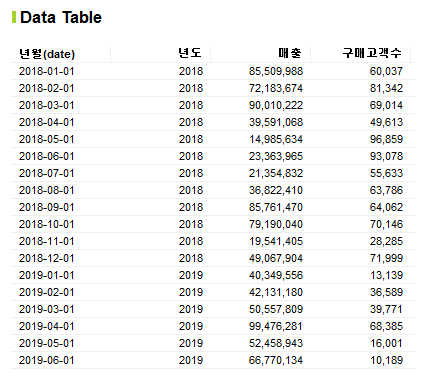 Data Table
년월(date) 년도 매출 구매고객수
2018-01-01 2018 85,509,988 60,037
2018-02-01 2018 72,183,674 81,342
2018-03-01 2018 90,010,222 69,014
2018-04-01 2018 39,591,068 49,613
2018-05-01 2018 14,985,634 96,859
2018-06-01 2018 23,363,965 93,078
2018-07-01 2018 21,354,832 55,633
2018-08-01 2018 36,822,410 63,786
2018-09-01 2018 85,761,470 64,062
2018-10-01 2018 79,190,040 70,146
2018-11-01 2018 19,541,405 28,285
2018-12-01 2018 49,067,904 71,999
2019-01-01 2019 40,349,556 13,139
2019-02-01 2019 42,131,180 36,589
2019-03-01 2019 50,557,809 39,771
2019-04-01 2019 99,476,281 68,385
2019-05-01 2019 52,458,943 16,001
2019-06-01 2019 66,770,134 10,189